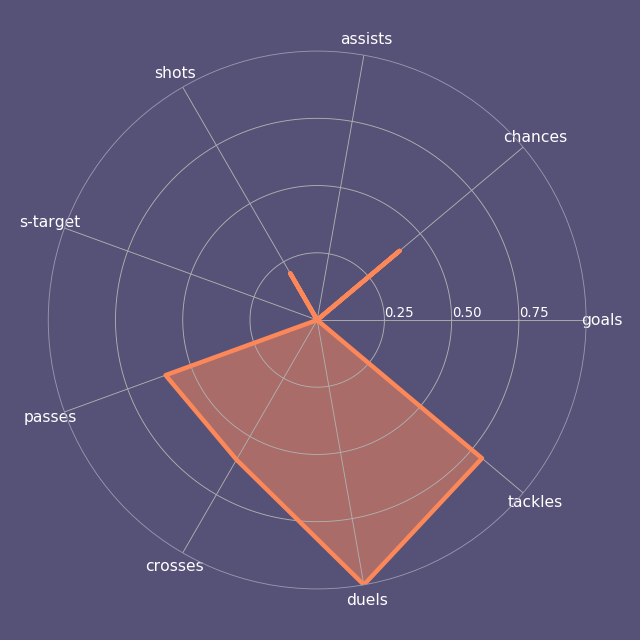 assists
shots
chances
s-target
0.25
0.50
0.75
goals
passes
tackles
crosses
duels